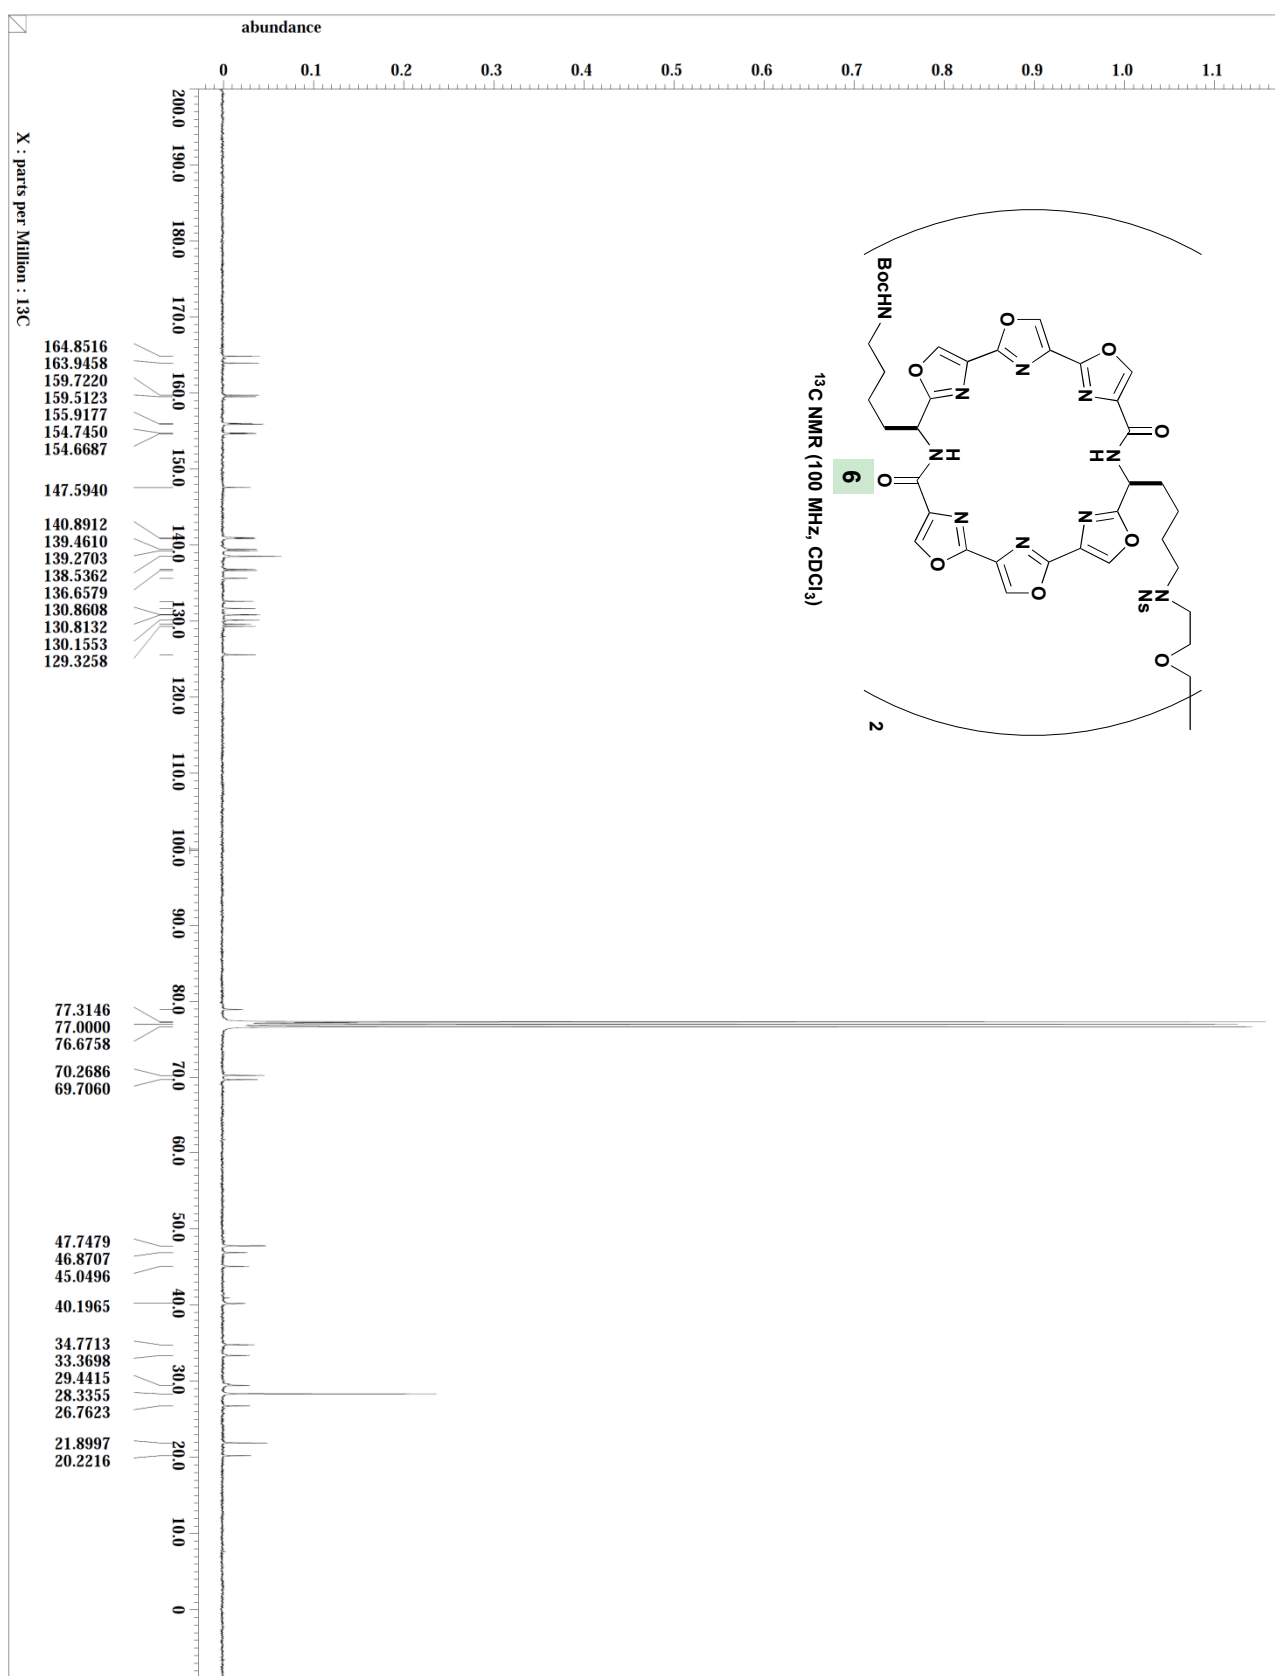 abundance
0 0.1 0.2 0.3 0.4 0.5 0.6 0.7 0.8 0.9 1.0 1.1
200.0 190.0 180.0 170.0 160.0 150.0 140.0 130.0 120.0 110.0 100.0 90.0 80.0 70.0 60.0 50.0 40.0 30.0 20.0 10.0 0
X : parts per Million : 13C
164.8516
163.9458
159.7220
159.5123
155.9177
154.7450
154.6687
147.5940
140.8912
139.4610
139.2703
138.5362
136.6579
130.8608
130.8132
130.1553
129.3258
77.3146
77.0000
76.6758
70.2686
69.7060
47.7479
46.8707
45.0496
40.1965
34.7713
33.3698
29.4415
28.3355
26.7623
21.8997
20.2216
BocHN
O
N
O
N
O
N
O
HN
N
H
O
N
O
N
O
N
O
N
Ns
O
2
6
¹³C NMR (100 MHz, CDCl₃)